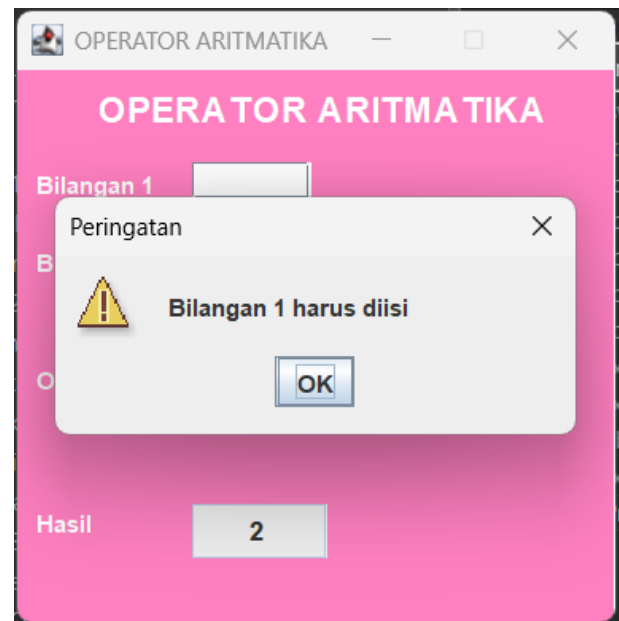 OPERATOR ARITMATIKA
OPERATOR ARITMATIKA
Bilangan 1
Peringatan
B
Bilangan 1 harus diisi
O
OK
Hasil
2